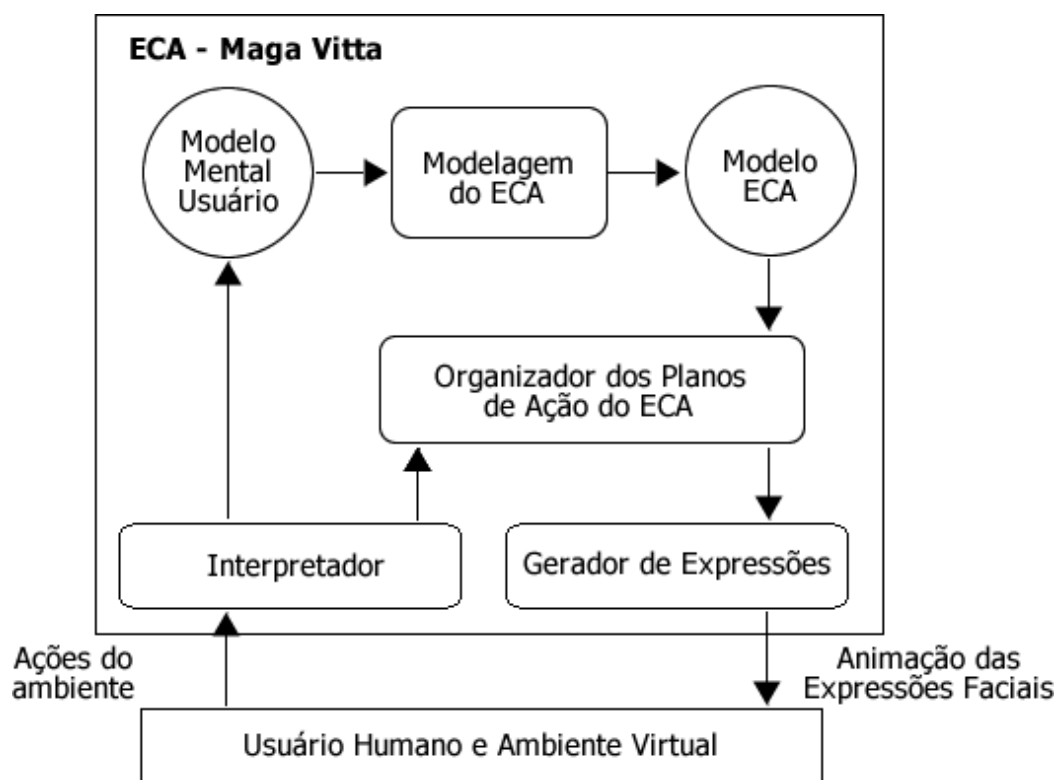 ECA - Maga Vitta
Modelo
Mental
Usuário
Modelagem
do ECA
Modelo
ECA
Organizador dos Planos
de Ação do ECA
Interpretador
Gerador de Expressões
Ações do
ambiente
Animação das
Expressões Faciais
Usuário Humano e Ambiente Virtual